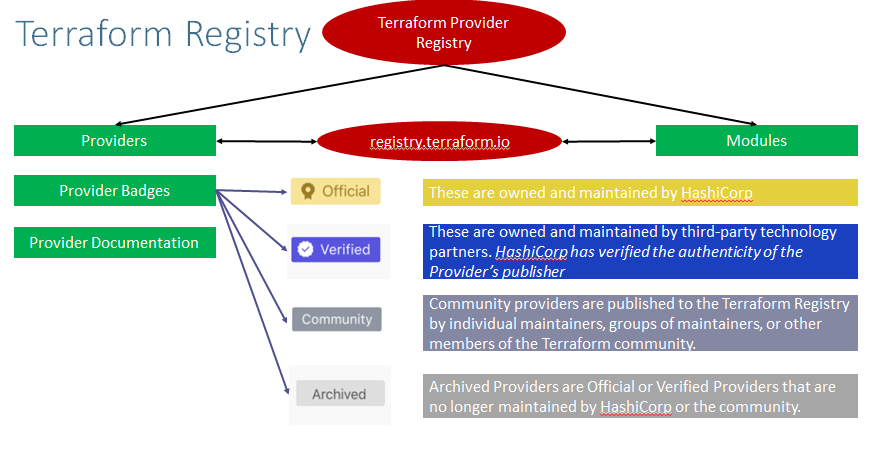 Terraform Registry
Terraform Provider
Registry
Providers
registry.terraform.io
Modules
Provider Badges
Official
These are owned and maintained by HashiCorp
Provider Documentation
Verified
These are owned and maintained by third-party technology
partners. HashiCorp has verified the authenticity of the
Provider's publisher
Community
Community providers are published to the Terraform Registry
by individual maintainers, groups of maintainers, or other
members of the Terraform community.
Archived
Archived Providers are Official or Verified Providers that are
no longer maintained by HashiCorp or the community.